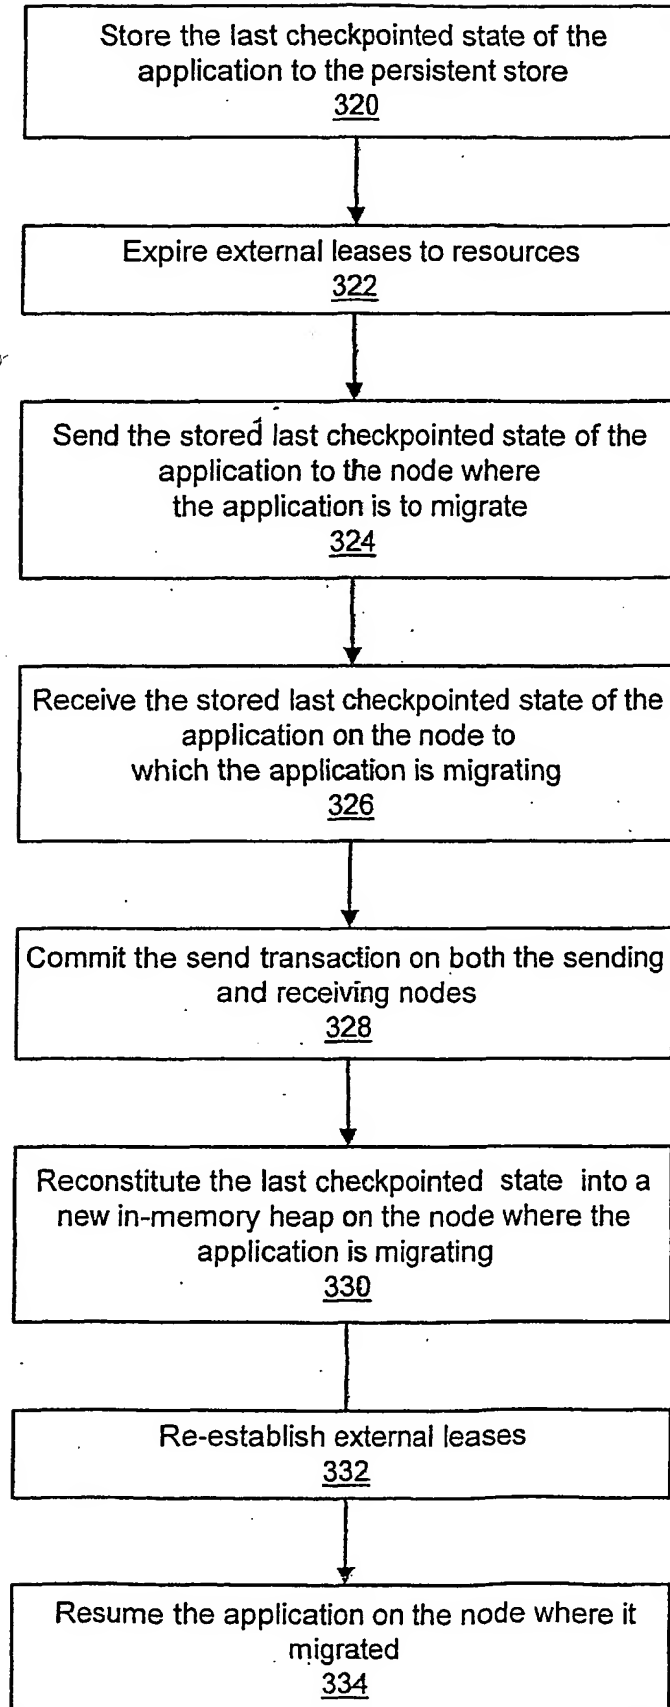 Store the last checkpointed state of the
application to the persistent store
320
Expire external leases to resources
322
Send the stored last checkpointed state of the
application to the node where
the application is to migrate
324
Receive the stored last checkpointed state of the
application on the node to
which the application is migrating
326
Commit the send transaction on both the sending
and receiving nodes
328
Reconstitute the last checkpointed state into a
new in-memory heap on the node where the
application is migrating
330
Re-establish external leases
332
Resume the application on the node where it
migrated
334